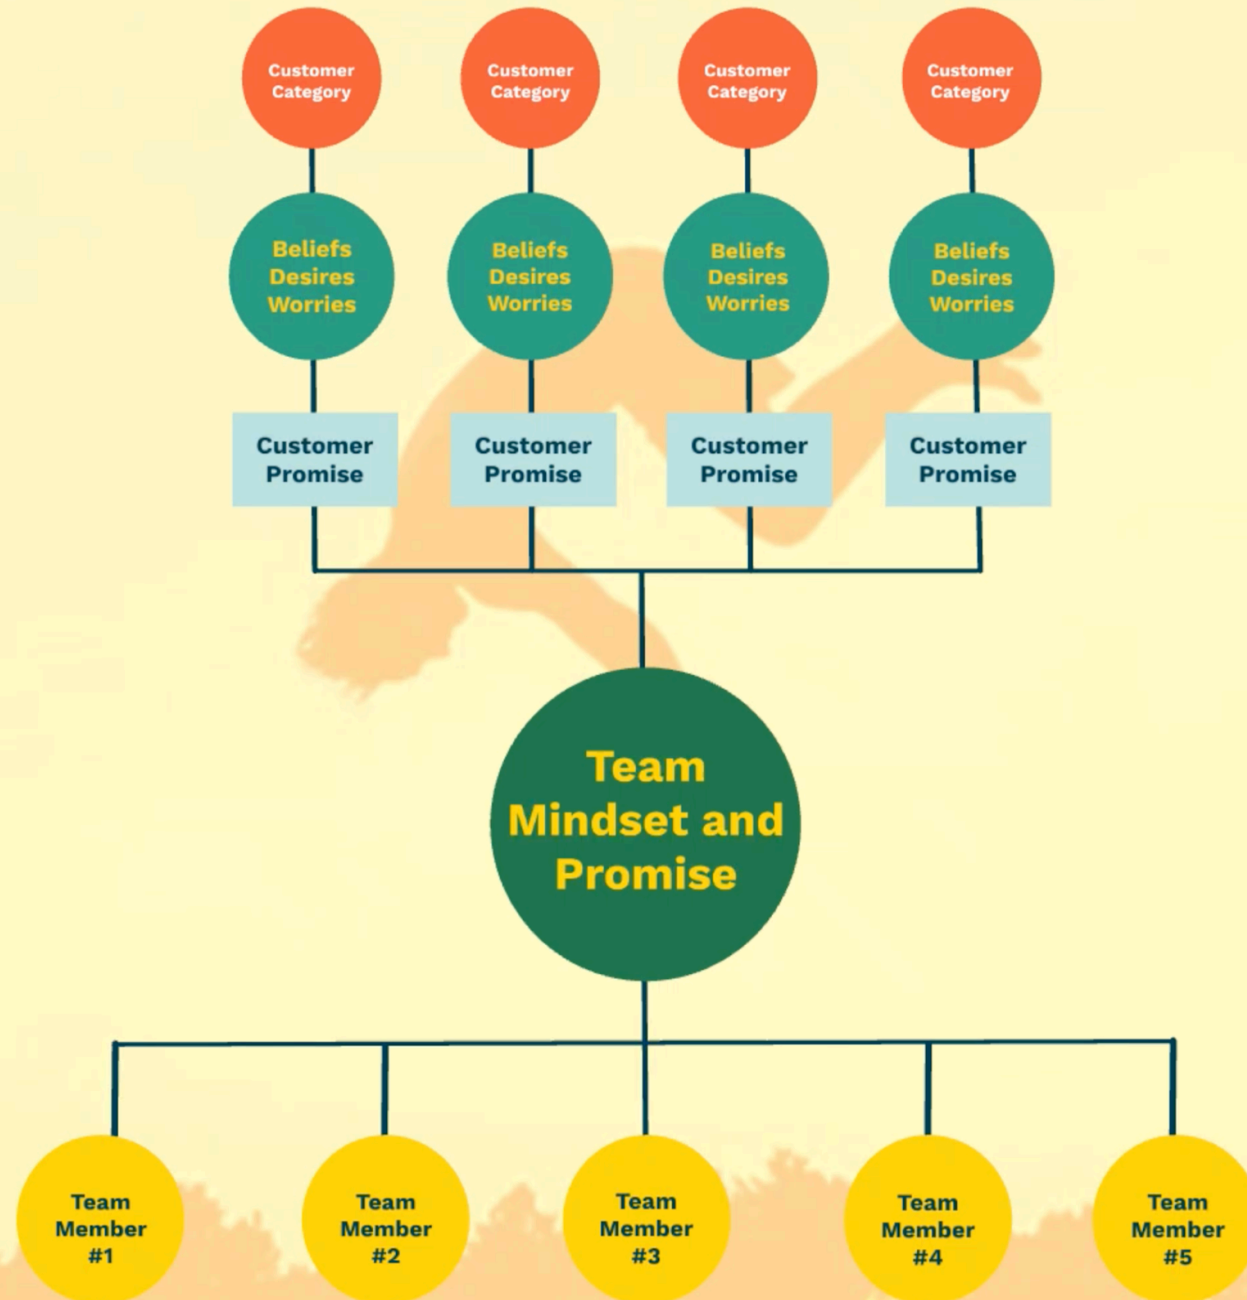 Customer
Category
Customer
Category
Customer
Category
Customer
Category
Beliefs
Desires
Worries
Beliefs
Desires
Worries
Beliefs
Desires
Worries
Beliefs
Desires
Worries
Customer
Promise
Customer
Promise
Customer
Promise
Customer
Promise
Team
Mindset and
Promise
Team
Member
#1
Team
Member
#2
Team
Member
#3
Team
Member
#4
Team
Member
#5